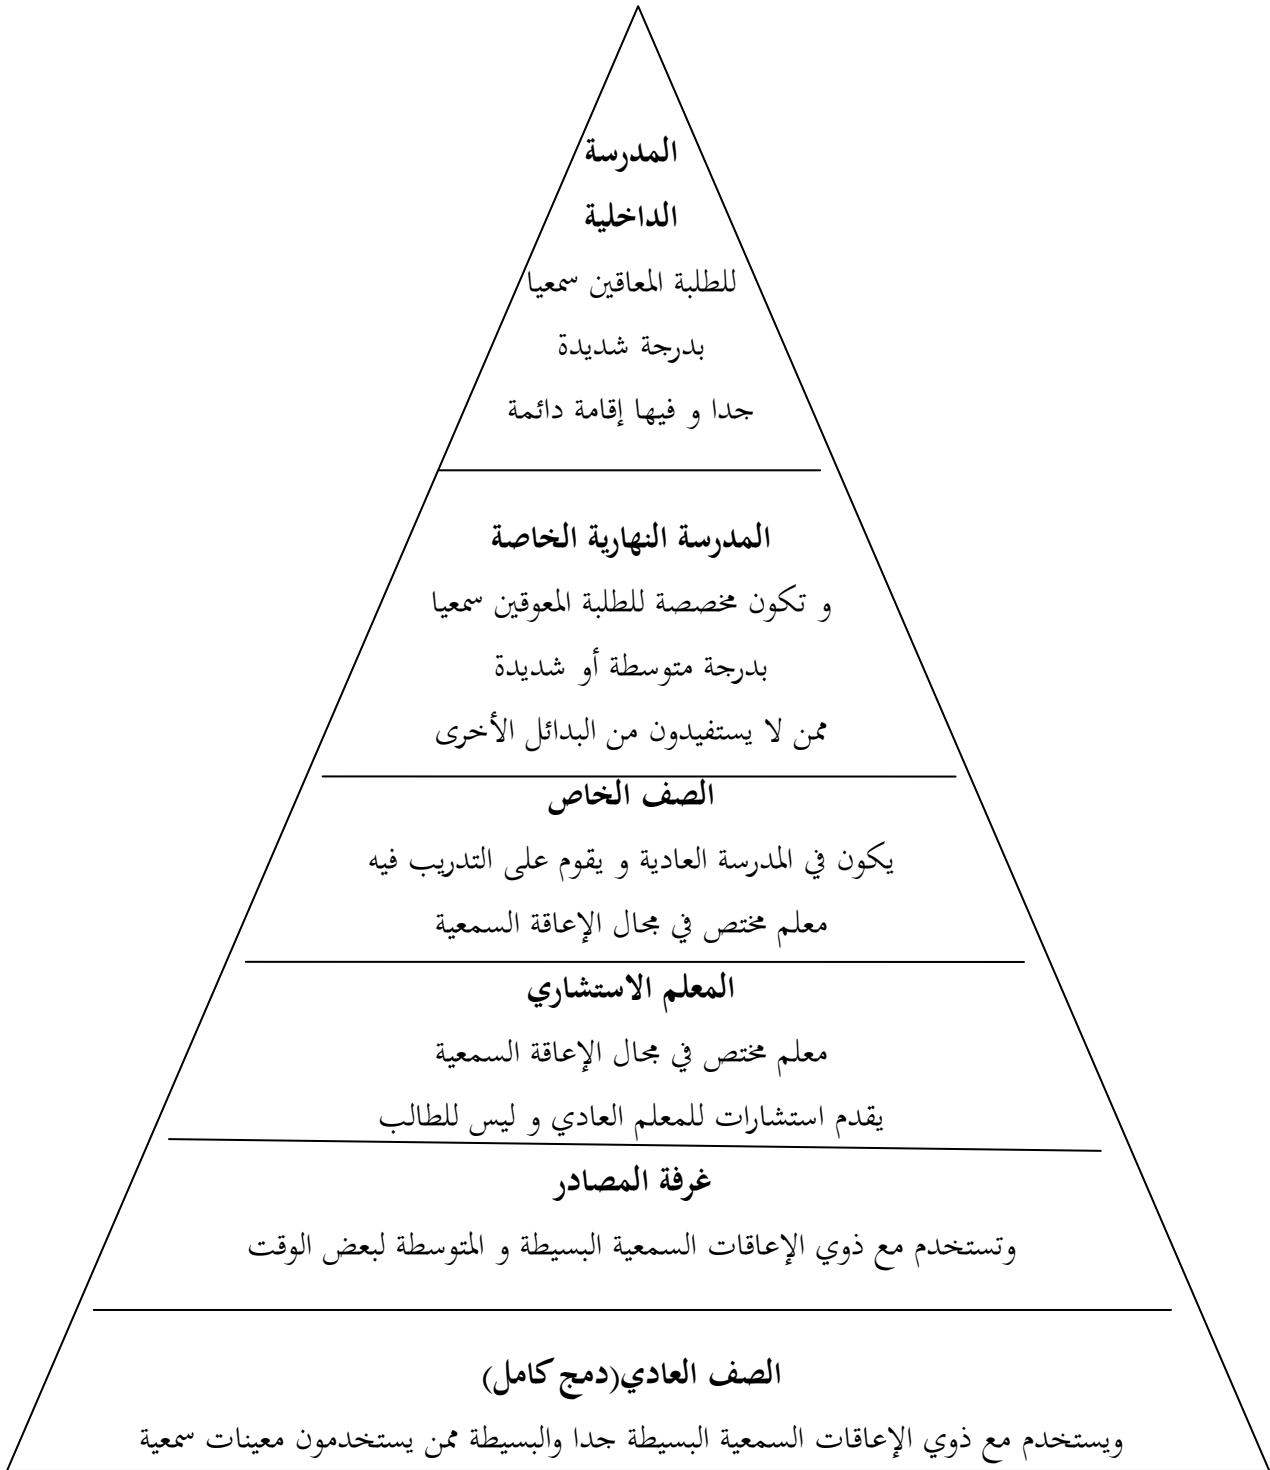 المدرسة
الداخلية
للطلبة المعاقين سمعيا
بدرجة شديدة
جدا و فيها إقامة دائمة
المدرسة النهارية الخاصة
و تكون مخصصة للطلبة المعوقين سمعيا
بدرجة متوسطة أو شديدة
ممن لا يستفيدون من البدائل الأخرى
الصف الخاص
يكون في المدرسة العادية و يقوم على التدريب فيه
معلم مختص في مجال الإعاقة السمعية
المعلم الاستشاري
معلم مختص في مجال الإعاقة السمعية
يقدم استشارات للمعلم العادي و ليس للطالب
غرفة المصادر
وتستخدم مع ذوي الإعاقات السمعية البسيطة و المتوسطة لبعض الوقت
الصف العادي(دمج كامل)
ويستخدم مع ذوي الإعاقات السمعية البسيطة جدا والبسيطة ممن يستخدمون معينات سمعية